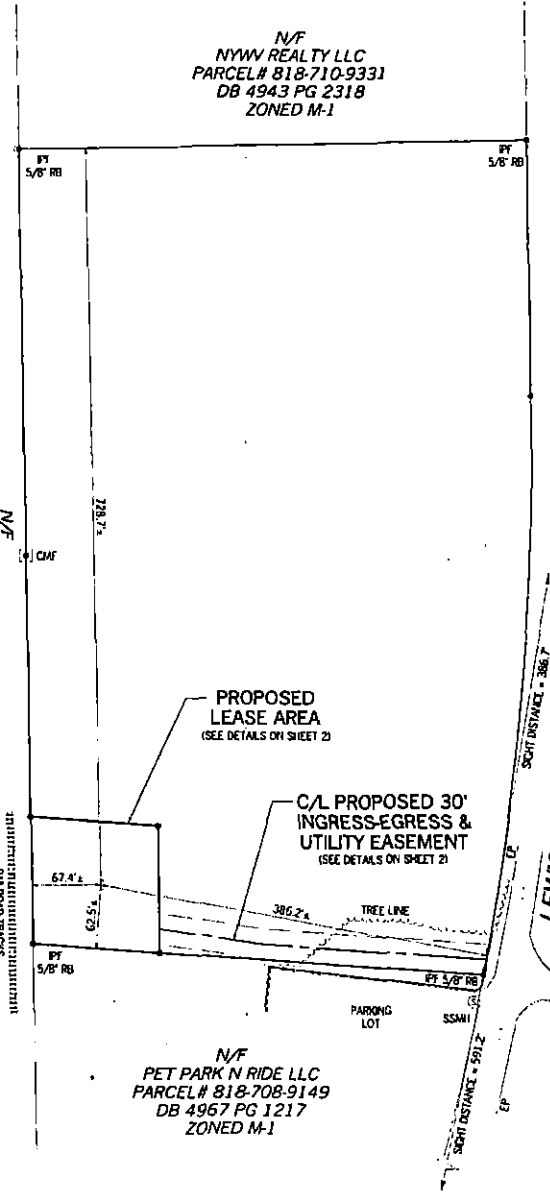 N/F
NYWV REALTY LLC
PARCEL# 818-710-9331
DB 4943 PG 2318
ZONED M-1
IPF
5/8" RB
IPF
5/8" RB
728.7'±
N/F
CMF
SIGHT DISTANCE = 386.7'
PROPOSED
LEASE AREA
(SEE DETAILS ON SHEET 2)
C/L PROPOSED 30'
INGRESS-EGRESS &
UTILITY EASEMENT
(SEE DETAILS ON SHEET 2)
EP
67.4'±
62.5'±
386.2'±
TREE LINE
IPF
5/8" RB
IPF 5/8" RB
PARKING
LOT
SSMH
SIGHT DISTANCE = 591.2'
EP
N/F
PET PARK N RIDE LLC
PARCEL# 818-708-9149
DB 4967 PG 1217
ZONED M-1